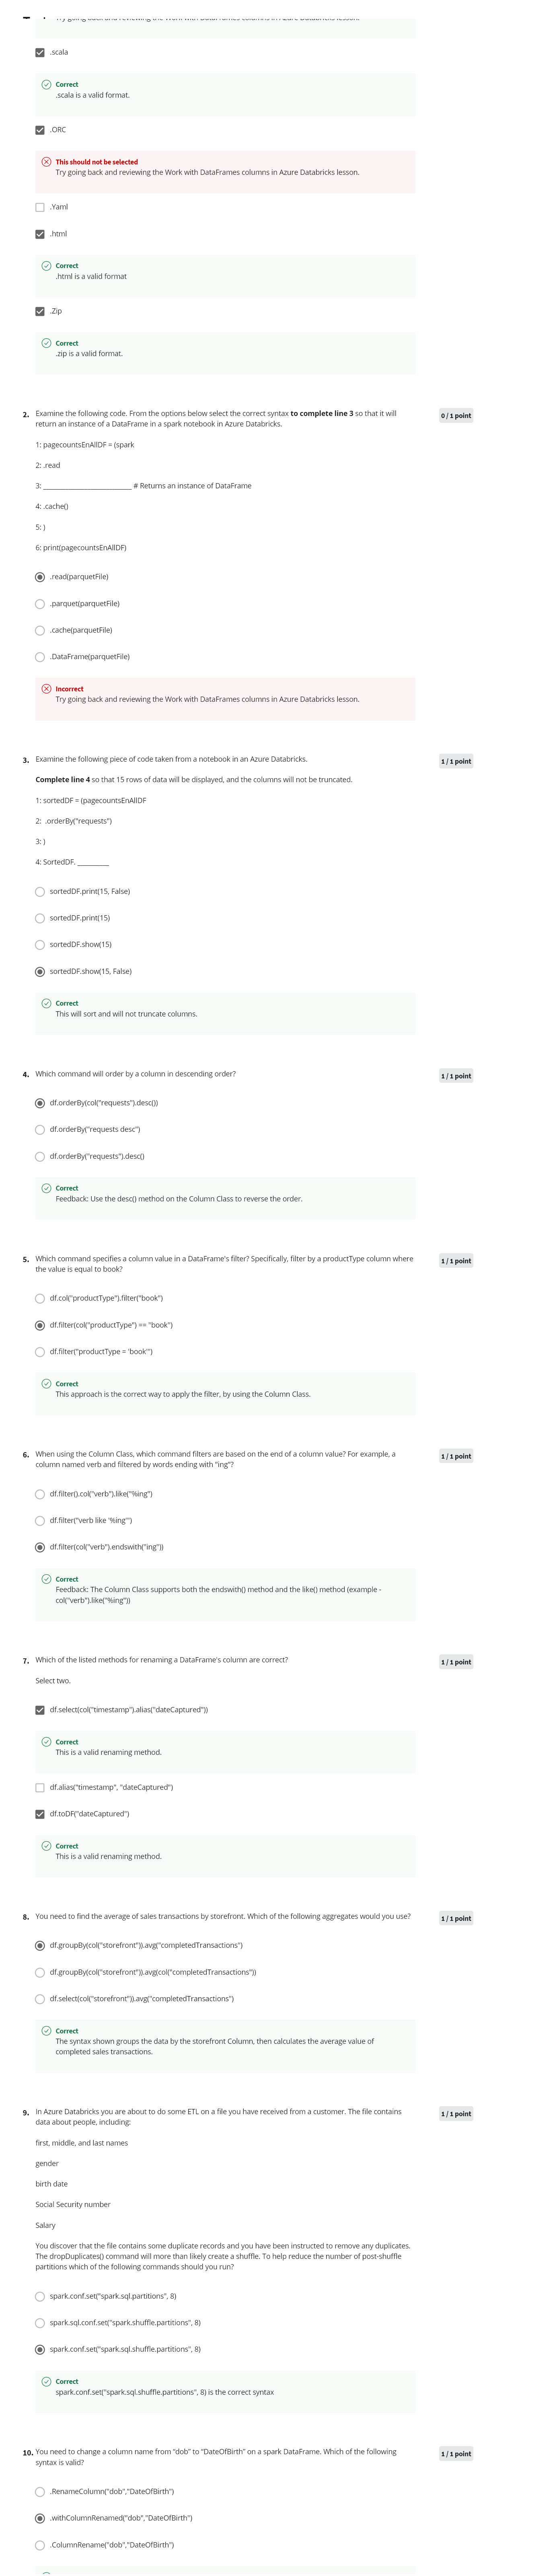 Try going back and reviewing the Work with DataFrames columns in Azure Databricks lesson.
.scala
Correct
.scala is a valid format.
.ORC
This should not be selected
Try going back and reviewing the Work with DataFrames columns in Azure Databricks lesson.
.Yaml
.html
Correct
.html is a valid format
.Zip
Correct
.zip is a valid format.
2. Examine the following code. From the options below select the correct syntax to complete line 3 so that it will
return an instance of a DataFrame in a spark notebook in Azure Databricks.
0 / 1 point
1: pagecountsEnAllDF = (spark
2: .read
3: ____________________________ # Returns an instance of DataFrame
4: .cache()
5: )
6: print(pagecountsEnAllDF)
.read(parquetFile)
.parquet(parquetFile)
.cache(parquetFile)
.DataFrame(parquetFile)
Incorrect
Try going back and reviewing the Work with DataFrames columns in Azure Databricks lesson.
3. Examine the following piece of code taken from a notebook in an Azure Databricks.
1 / 1 point
Complete line 4 so that 15 rows of data will be displayed, and the columns will not be truncated.
1: sortedDF = (pagecountsEnAllDF
2: .orderBy("requests")
3: )
4: SortedDF. __________
sortedDF.print(15, False)
sortedDF.print(15)
sortedDF.show(15)
sortedDF.show(15, False)
Correct
This will sort and will not truncate columns.
4. Which command will order by a column in descending order?
1 / 1 point
df.orderBy(col("requests").desc())
df.orderBy("requests desc")
df.orderBy("requests").desc()
Correct
Feedback: Use the desc() method on the Column Class to reverse the order.
5. Which command specifies a column value in a DataFrame's filter? Specifically, filter by a productType column where
the value is equal to book?
1 / 1 point
df.col("productType").filter("book")
df.filter(col("productType") == "book")
df.filter("productType = 'book'")
Correct
This approach is the correct way to apply the filter, by using the Column Class.
6. When using the Column Class, which command filters are based on the end of a column value? For example, a
column named verb and filtered by words ending with "ing"?
1 / 1 point
df.filter().col("verb").like("%ing")
df.filter("verb like '%ing'")
df.filter(col("verb").endswith("ing"))
Correct
Feedback: The Column Class supports both the endswith() method and the like() method (example -
col("verb").like("%ing"))
7. Which of the listed methods for renaming a DataFrame's column are correct?
1 / 1 point
Select two.
df.select(col("timestamp").alias("dateCaptured"))
Correct
This is a valid renaming method.
df.alias("timestamp", "dateCaptured")
df.toDF("dateCaptured")
Correct
This is a valid renaming method.
8. You need to find the average of sales transactions by storefront. Which of the following aggregates would you use?
1 / 1 point
df.groupBy(col("storefront")).avg("completedTransactions")
df.groupBy(col("storefront")).avg(col("completedTransactions"))
df.select(col("storefront")).avg("completedTransactions")
Correct
The syntax shown groups the data by the storefront Column, then calculates the average value of
completed sales transactions.
9. In Azure Databricks you are about to do some ETL on a file you have received from a customer. The file contains
data about people, including:
1 / 1 point
first, middle, and last names
gender
birth date
Social Security number
Salary
You discover that the file contains some duplicate records and you have been instructed to remove any duplicates.
The dropDuplicates() command will more than likely create a shuffle. To help reduce the number of post-shuffle
partitions which of the following commands should you run?
spark.conf.set("spark.sql.partitions", 8)
spark.sql.conf.set("spark.shuffle.partitions", 8)
spark.conf.set("spark.sql.shuffle.partitions", 8)
Correct
spark.conf.set("spark.sql.shuffle.partitions", 8) is the correct syntax
10. You need to change a column name from "dob" to "DateOfBirth" on a spark DataFrame. Which of the following
syntax is valid?
1 / 1 point
.RenameColumn("dob","DateOfBirth")
.withColumnRenamed("dob","DateOfBirth")
.ColumnRename("dob","DateOfBirth")